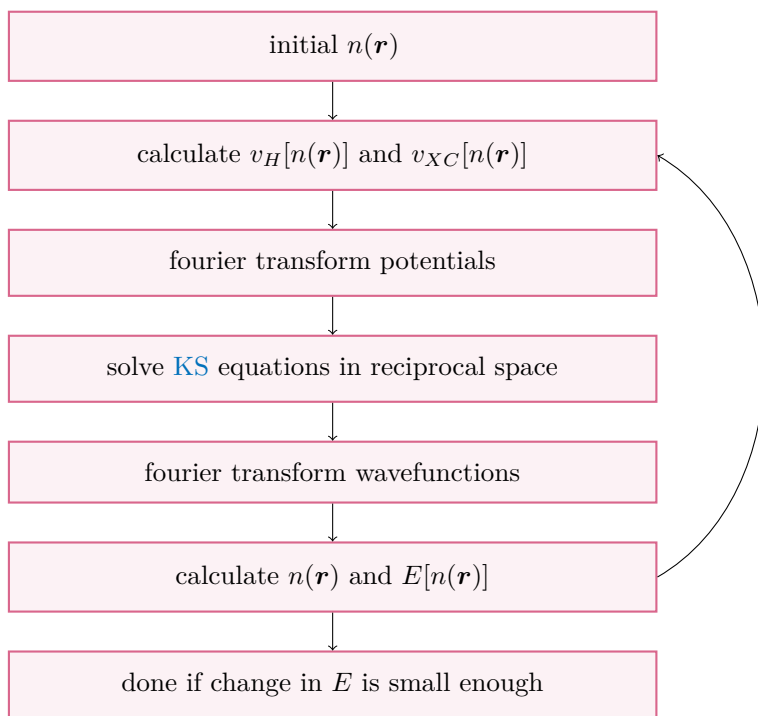 initial n(r)
calculate v_H[n(r)] and v_XC[n(r)]
fourier transform potentials
solve KS equations in reciprocal space
fourier transform wavefunctions
calculate n(r) and E[n(r)]
done if change in E is small enough